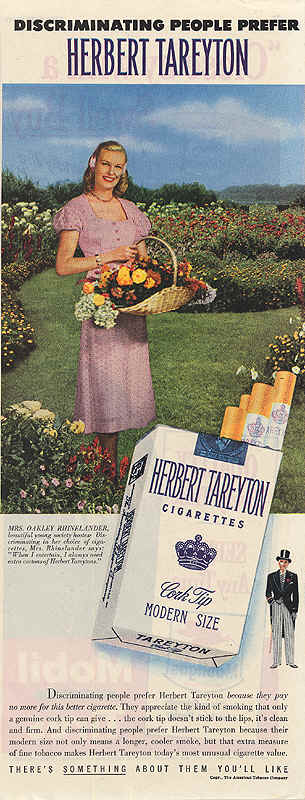 DISCRIMINATING PEOPLE PREFER
HERBERT TAREYTON
HERBERT TAREYTON
CIGARETTES
Cork Tip
MODERN SIZE
TAREYTON
MRS. OAKLEY RHINELANDER,
beautiful young society hostess. Dis-
criminating in her choice of ciga-
rettes, Mrs. Rhinelander says:
"When I entertain, I always need
extra cartons of Herbert Tareytons."
Discriminating people prefer Herbert Tareyton because they pay
no more for this better cigarette. They appreciate the kind of smoking that only
a genuine cork tip can give . . . the cork tip doesn't stick to the lips, it's clean
and firm. And discriminating people prefer Herbert Tareyton because their
modern size not only means a longer, cooler smoke, but that extra measure
of fine tobacco makes Herbert Tareyton today's most unusual cigarette value.
THERE'S SOMETHING ABOUT THEM YOU'LL LIKE
Copr., The American Tobacco Company